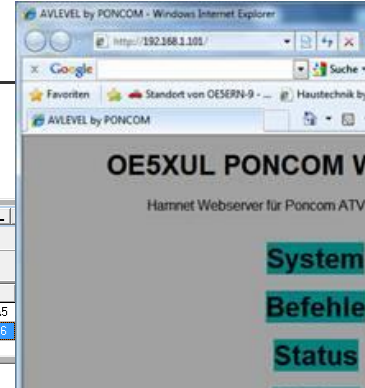 AVLEVEL by PONCOM - Windows Internet Explorer
http://192.168.1.101/
x Google Suche
Favoriten Standort von OE5ERN-9 - ... Haustechnik by
AVLEVEL by PONCOM
OE5XUL PONCOM W
Hamnet Webserver für Poncom ATV
System
Befehle
Status
.5
6